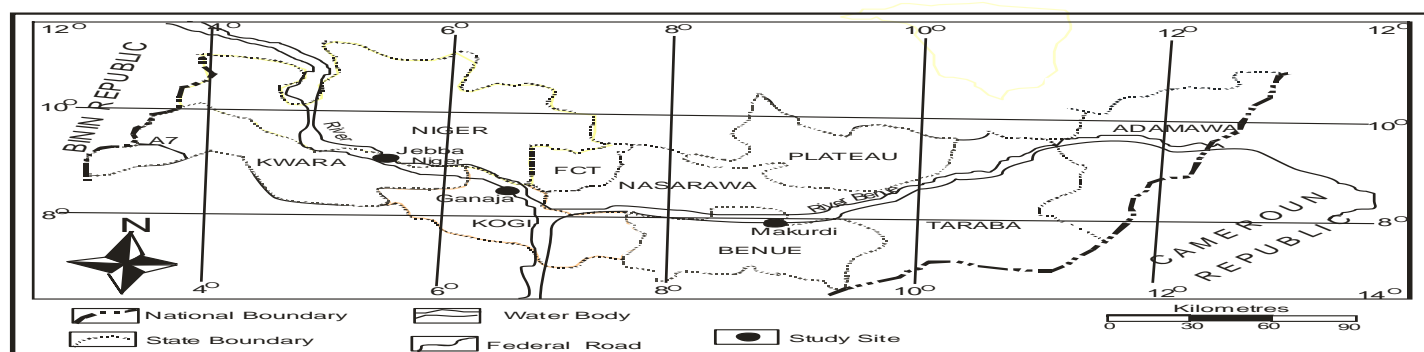 12° 4° 6° 8° 10° 12° 12°
BININ REPUBLIC
10° 10°
A7
River
NIGER
ADAMAWA
Jebba
Niger
KWARA
FCT
PLATEAU
NASARAWA
Ganaja
River Benue
8° KOGI 8°
Makurdi
TARABA
BENUE
CAMEROUN
REPUBLIC
N
4° 6° 8° 10° 12° 14°
National Boundary
Water Body
Kilometres
State Boundary
Federal Road
Study Site
0 30 60 90